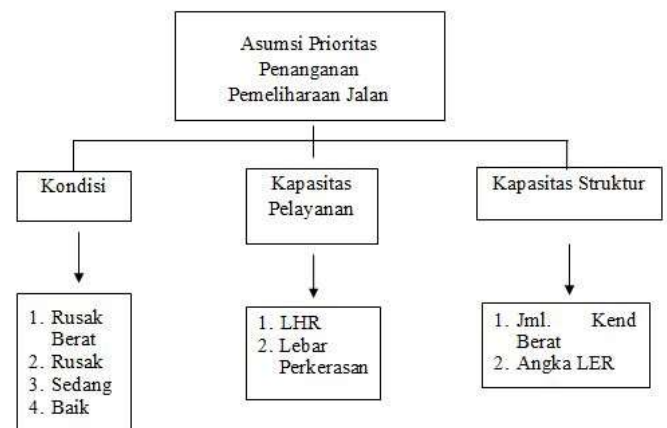 Asumsi Prioritas
Penanganan
Pemeliharaan Jalan
Kondisi
Kapasitas
Pelayanan
Kapasitas Struktur
1. Rusak
Berat
2. Rusak
3. Sedang
4. Baik
1. LHR
2. Lebar
Perkerasan
1. Jml. Kend
Berat
2. Angka LER